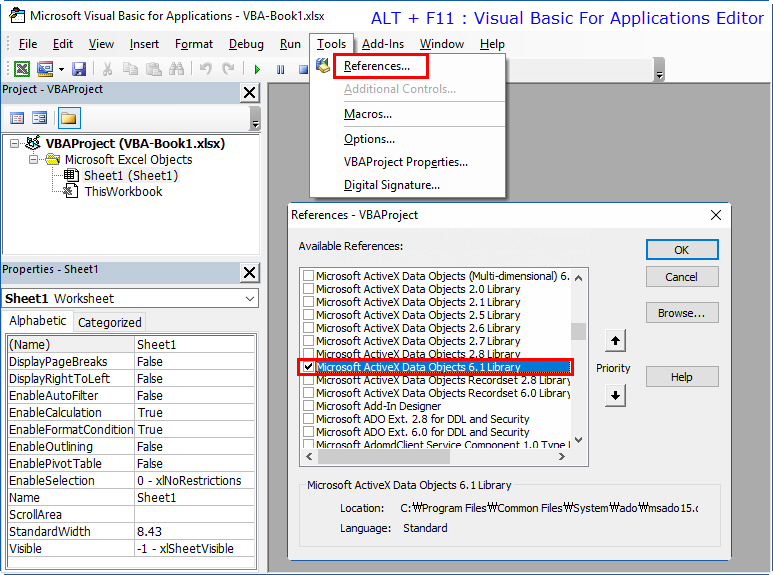 Microsoft Visual Basic for Applications - VBA-Book1.xlsx
ALT + F11 : Visual Basic For Applications Editor
File Edit View Insert Format Debug Run Tools Add-Ins Window Help
References...
Additional Controls...
Macros...
Options...
VBAProject Properties...
Digital Signature...
Project - VBAProject
VBAProject (VBA-Book1.xlsx)
Microsoft Excel Objects
Sheet1 (Sheet1)
ThisWorkbook
Properties - Sheet1
Sheet1 Worksheet
Alphabetic Categorized
(Name) Sheet1
DisplayPageBreaks False
DisplayRightToLeft False
EnableAutoFilter False
EnableCalculation True
EnableFormatCondition True
EnableOutlining False
EnablePivotTable False
EnableSelection 0 - xlNoRestrictions
Name Sheet1
ScrollArea
StandardWidth 8.43
Visible -1 - xlSheetVisible
References - VBAProject
Available References:
Microsoft ActiveX Data Objects (Multi-dimensional) 6.
Microsoft ActiveX Data Objects 2.0 Library
Microsoft ActiveX Data Objects 2.1 Library
Microsoft ActiveX Data Objects 2.5 Library
Microsoft ActiveX Data Objects 2.6 Library
Microsoft ActiveX Data Objects 2.7 Library
Microsoft ActiveX Data Objects 2.8 Library
Microsoft ActiveX Data Objects 6.1 Library
Microsoft ActiveX Data Objects Recordset 2.8 Library
Microsoft ActiveX Data Objects Recordset 6.0 Library
Microsoft Add-In Designer
Microsoft ADO Ext. 2.8 for DDL and Security
Microsoft ADO Ext. 6.0 for DDL and Security
Microsoft AdomdClient Service Component 1.0 Type l
OK
Cancel
Browse...
Priority
Help
Microsoft ActiveX Data Objects 6.1 Library
Location: C:₩Program Files₩Common Files₩System₩ado₩msado15.d
Language: Standard